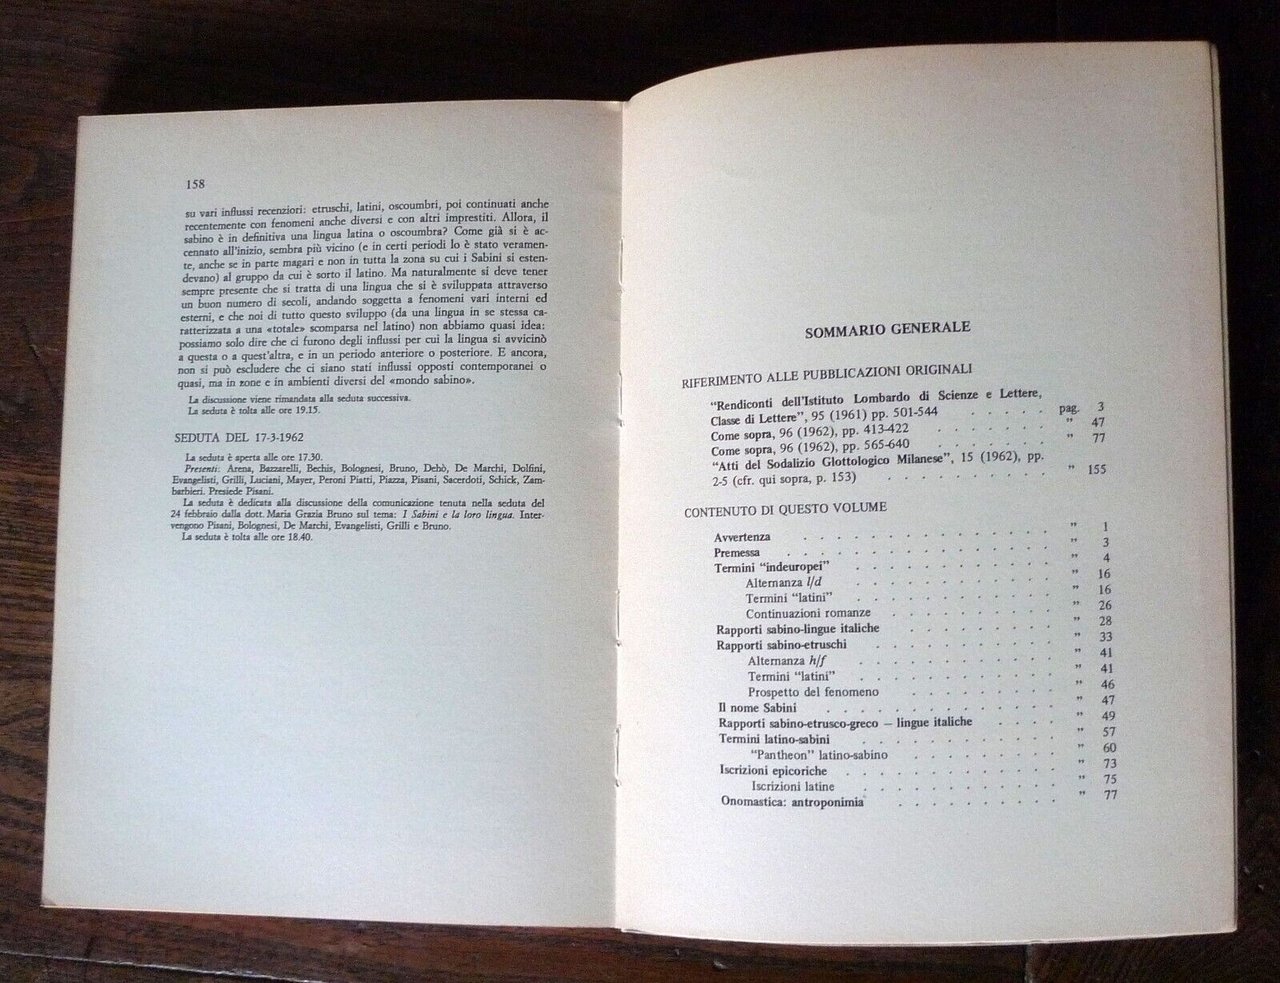 158
su vari influssi recenziori: etruschi, latini, oscoumbri, poi continuati anche
recentemente con fenomeni anche diversi e con altri imprestiti. Allora, il
sabino è in definitiva una lingua latina o oscoumbra? Come già si è ac-
cennato all'inizio, sembra più vicino (e in certi periodi lo è stato veramen-
te, anche se in parte magari e non in tutta la zona su cui i Sabini si esten-
devano) al gruppo da cui è sorto il latino. Ma naturalmente si deve tener
sempre presente che si tratta di una lingua che si è sviluppata attraverso
un buon numero di secoli, andando soggetta a fenomeni vari interni ed
esterni, e che noi di tutto questo sviluppo (da una lingua in se stessa ca-
ratterizzata a una «totale» scomparsa nel latino) non abbiamo quasi idea:
possiamo solo dire che ci furono degli influssi per cui la lingua si avvicinò
a questa o a quest'altra, e in un periodo anteriore o posteriore. E ancora,
non si può escludere che ci siano stati influssi opposti contemporanei o
quasi, ma in zone e in ambienti diversi del «mondo sabino».
La discussione viene rimandata alla seduta successiva.
La seduta è tolta alle ore 19.15.
SEDUTA DEL 17-3-1962
La seduta è aperta alle ore 17.30.
Presenti: Arena, Bazzarelli, Bechis, Bolognesi, Bruno, Dehò, De Marchi, Dolfini,
Evangelisti, Grilli, Luciani, Mayer, Peroni Piatti, Piazza, Pisani, Sacerdoti, Schick, Zam-
barbieri. Presiede Pisani.
La seduta è dedicata alla discussione della comunicazione tenuta nella seduta del
24 febbraio dalla dott. Maria Grazia Bruno sul tema: I Sabini e la loro lingua. Inter-
vengono Pisani, Bolognesi, De Marchi, Evangelisti, Grilli e Bruno.
La seduta è tolta alle ore 18.40.
SOMMARIO GENERALE
RIFERIMENTO ALLE PUBBLICAZIONI ORIGINALI
"Rendiconti dell'Istituto Lombardo di Scienze e Lettere,
Classe di Lettere", 95 (1961) pp. 501-544 . . . . . pag. 3
Come sopra, 96 (1962), pp. 413-422 . . . . . . . " 47
Come sopra, 96 (1962), pp. 565-640 . . . . . . . " 77
"Atti del Sodalizio Glottologico Milanese", 15 (1962), pp.
2-5 (cfr. qui sopra, p. 153) . . . . . . . . . " 155
CONTENUTO DI QUESTO VOLUME
Avvertenza . . . . . . . . . . . . . . " 1
Premessa . . . . . . . . . . . . . . " 3
Termini "indeuropei" . . . . . . . . . . . " 4
Alternanza l/d . . . . . . . . . . . " 16
Termini "latini" . . . . . . . . . . . " 16
Continuazioni romanze . . . . . . . . . " 26
Rapporti sabino-lingue italiche . . . . . . . . " 28
Rapporti sabino-etruschi . . . . . . . . . . " 33
Alternanza h/f . . . . . . . . . . . " 41
Termini "latini" . . . . . . . . . . . " 41
Prospetto del fenomeno . . . . . . . . " 46
Il nome Sabini . . . . . . . . . . . . " 47
Rapporti sabino-etrusco-greco — lingue italiche . . . . " 49
Termini latino-sabini . . . . . . . . . . . " 57
"Pantheon" latino-sabino . . . . . . . . " 60
Iscrizioni epicoriche . . . . . . . . . . . " 73
Iscrizioni latine . . . . . . . . . . " 75
Onomastica: antroponimia . . . . . . . . . " 77